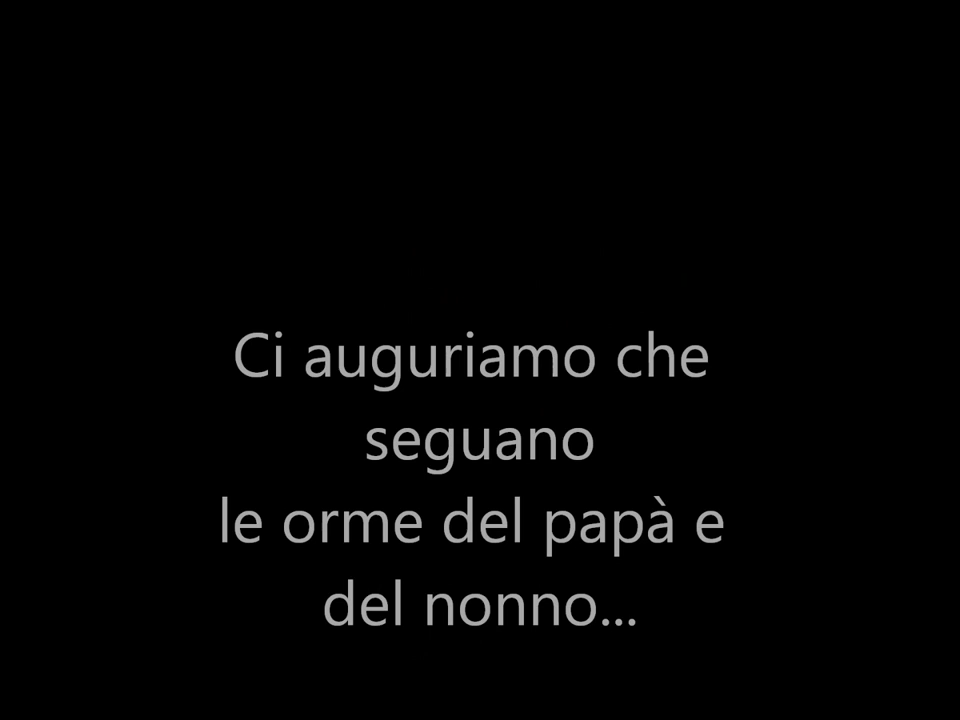 Ci auguriamo che
seguano
le orme del papà e
del nonno...